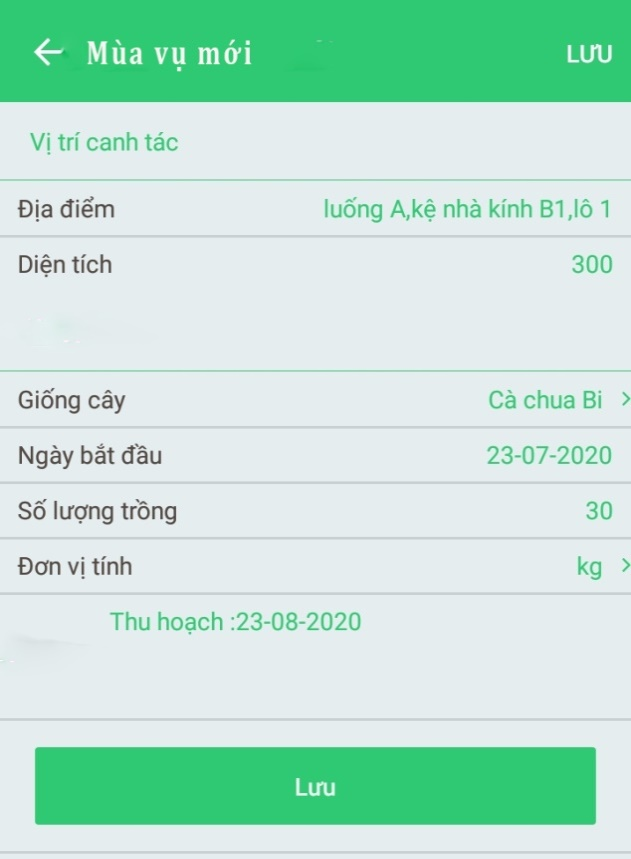 Mùa vụ mới LƯU
Vị trí canh tác
Địa điểm luống A,kệ nhà kính B1,lô 1
Diện tích 300
Giống cây Cà chua Bi
Ngày bắt đầu 23-07-2020
Số lượng trồng 30
Đơn vị tính kg
Thu hoạch :23-08-2020
Lưu